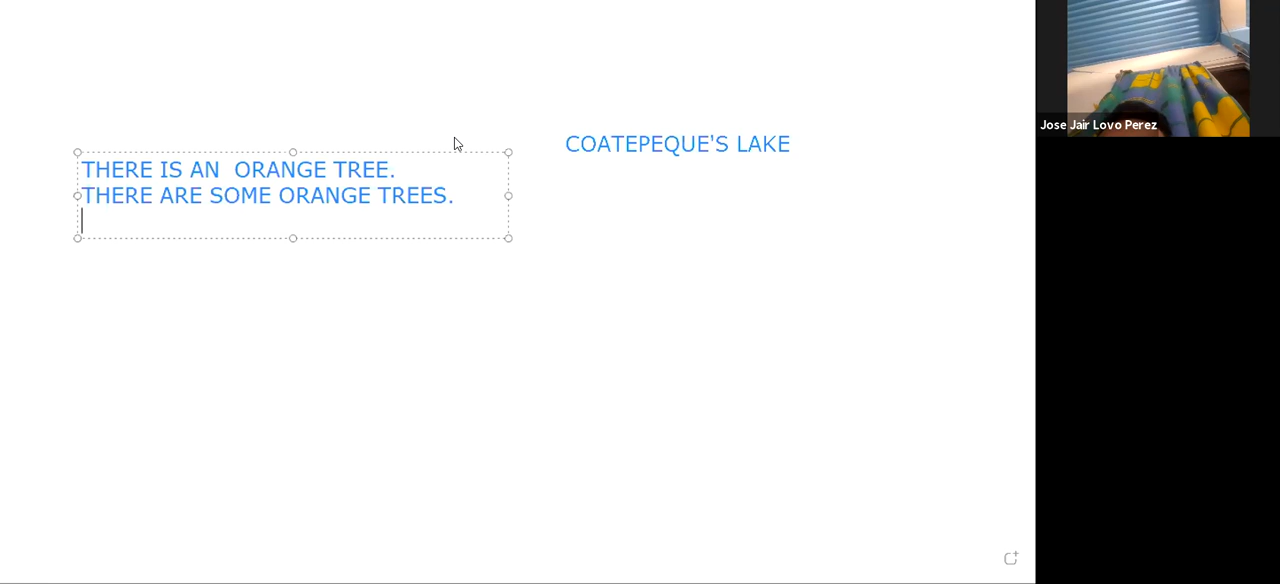 COATEPEQUE'S LAKE
THERE IS AN  ORANGE TREE.
THERE ARE SOME ORANGE TREES.
Jose Jair Lovo Perez